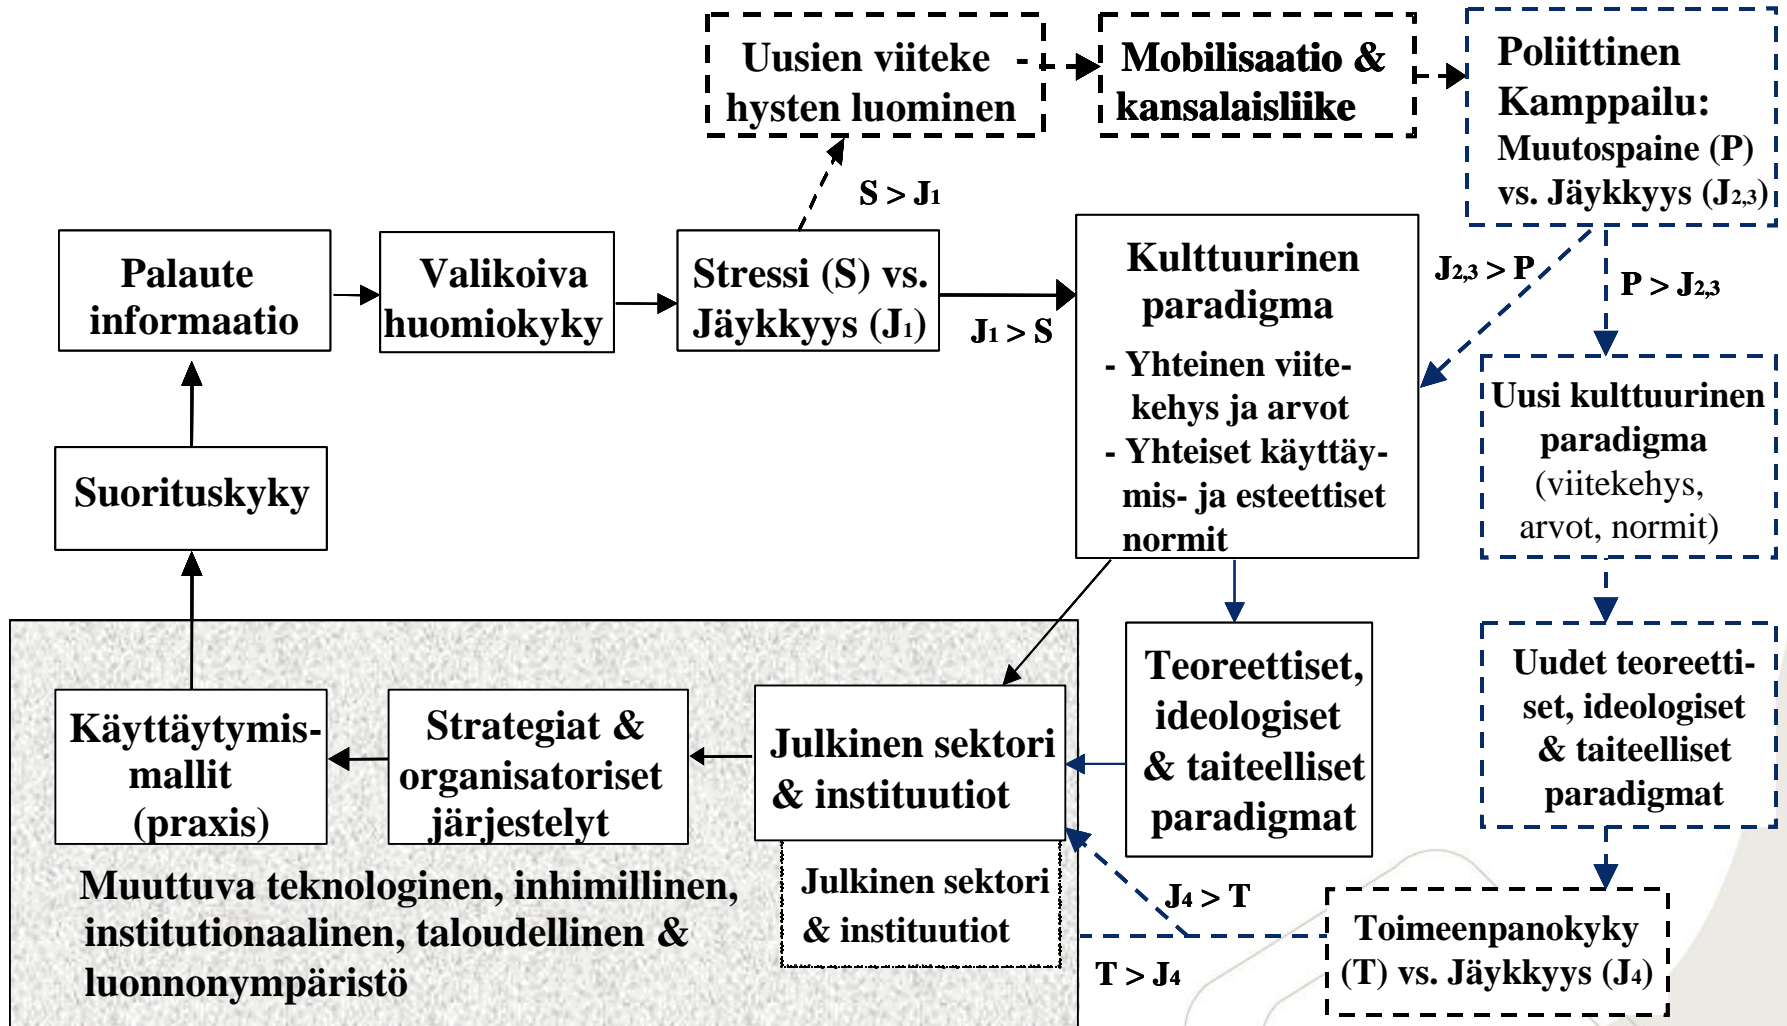 Uusien viiteke -
hysten luominen
Mobilisaatio &
kansalaisliike
Poliittinen
Kamppailu:
Muutospaine (P)
vs. Jäykkyys (J2,3)
S > J1
Palaute
informaatio
Valikoiva
huomiokyky
Stressi (S) vs.
Jäykkyys (J1)
J1 > S
Kulttuurinen
paradigma
- Yhteinen viite-
kehys ja arvot
- Yhteiset käyttäy-
mis- ja esteettiset
normit
J2,3 > P
P > J2,3
Uusi kulttuurinen
paradigma
(viitekehys,
arvot, normit)
Suorituskyky
Käyttäytymis-
mallit
(praxis)
Strategiat &
organisatoriset
järjestelyt
Julkinen sektori
& instituutiot
Teoreettiset,
ideologiset
& taiteelliset
paradigmat
Uudet teoreetti-
set, ideologiset
& taiteelliset
paradigmat
Julkinen sektori
& instituutiot
Muuttuva teknologinen, inhimillinen,
institutionaalinen, taloudellinen &
luonnonympäristö
J4 > T
T > J4
Toimeenpanokyky
(T) vs. Jäykkyys (J4)